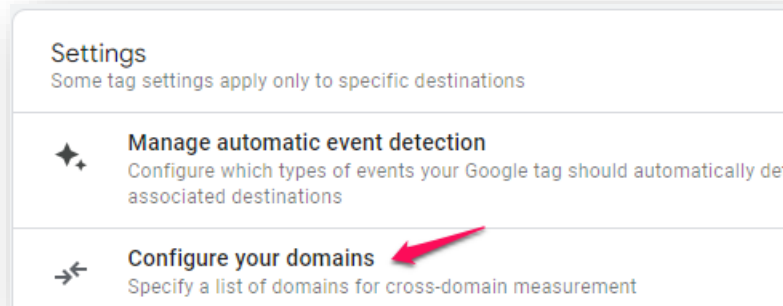 Settings
Some tag settings apply only to specific destinations
Manage automatic event detection
Configure which types of events your Google tag should automatically
associated destinations
Configure your domains
Specify a list of domains for cross-domain measurement